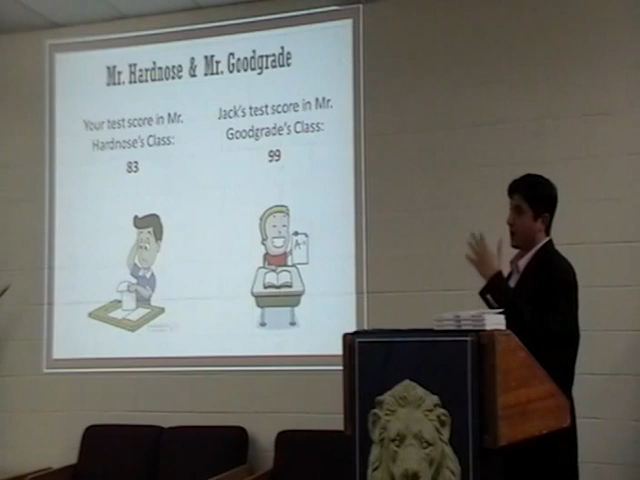 Mr. Hardnose & Mr. Goodgrade
Your test score in Mr.
Hardnose's Class:
83
Jack's test score in Mr.
Goodgrade's Class:
99
A+